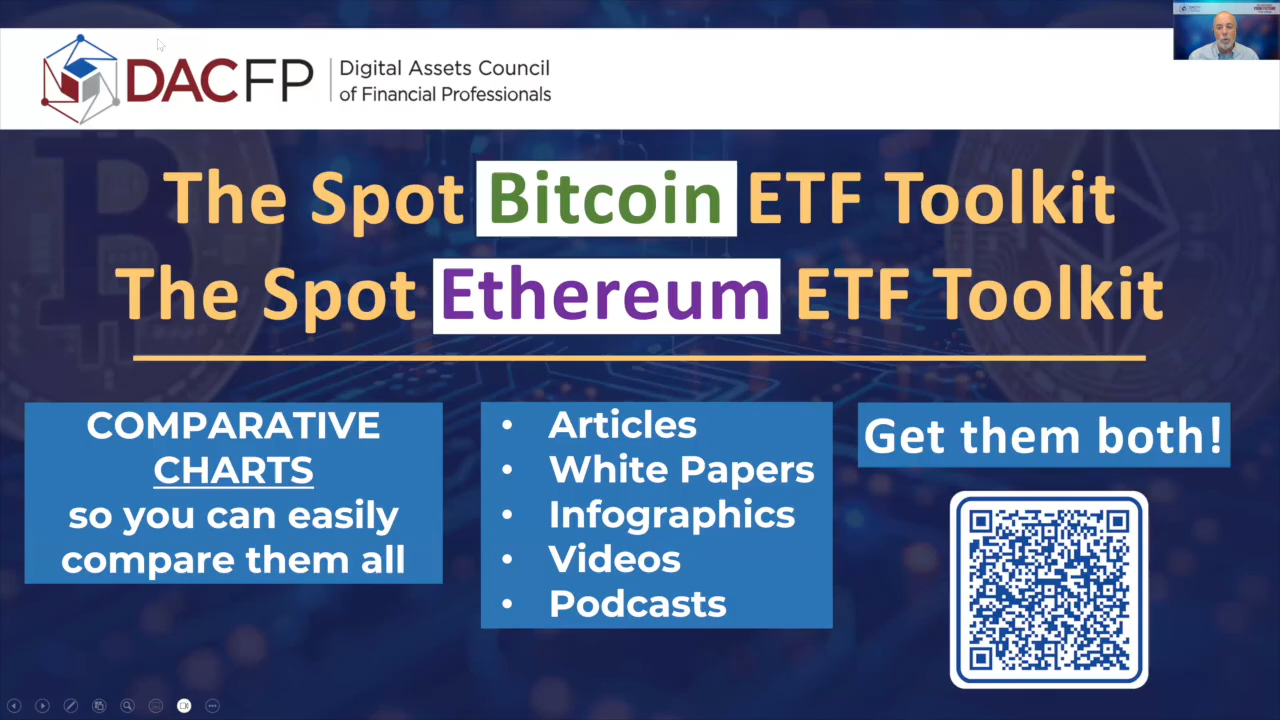 DACFP
Digital Assets Council
of Financial Professionals
The Spot Bitcoin ETF Toolkit
The Spot Ethereum ETF Toolkit
COMPARATIVE
CHARTS
so you can easily
compare them all
• Articles
• White Papers
• Infographics
• Videos
• Podcasts
Get them both!